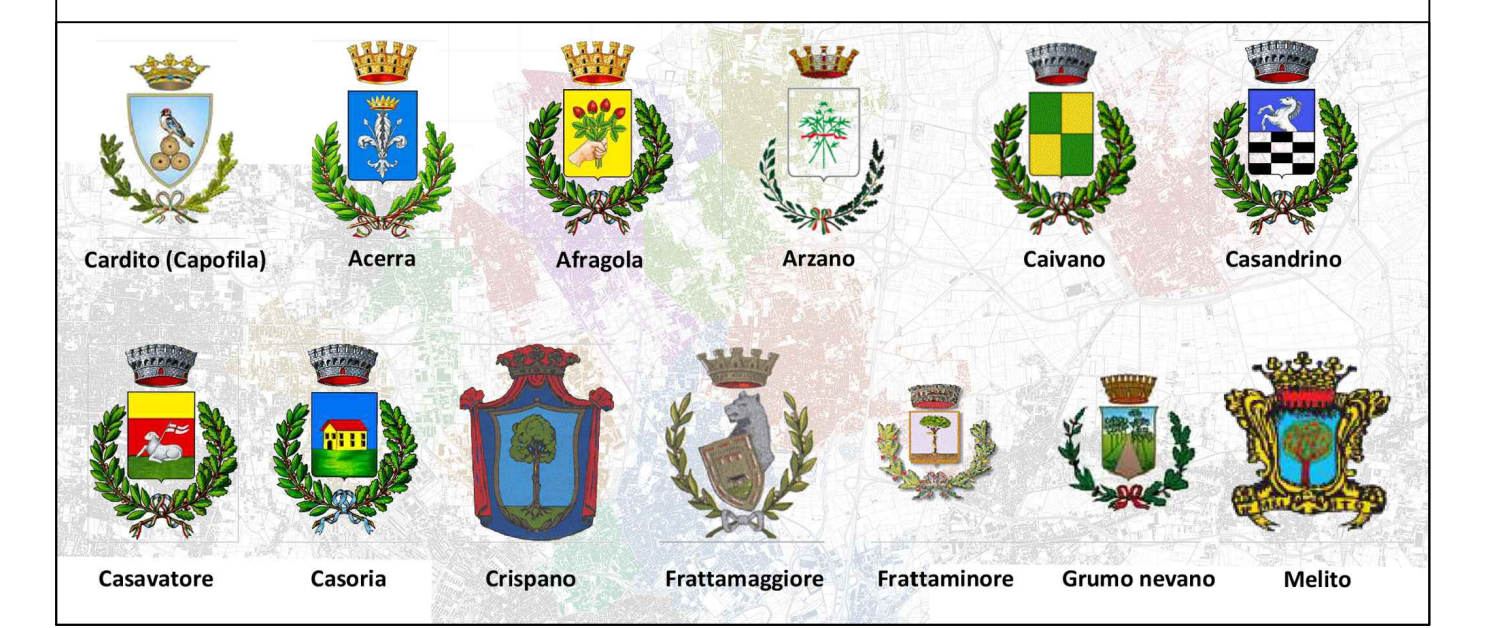 Cardito (Capofila)
Acerra
Afragola
Arzano
Caivano
Casandrino
Casavatore
Casoria
Crispano
Frattamaggiore
Frattaminore
Grumo nevano
Melito